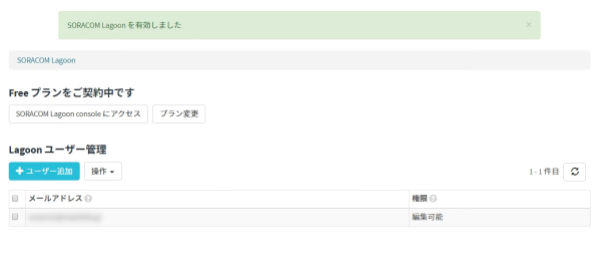 SORACOM Lagoon を有効しました ×
SORACOM Lagoon
Free プランをご契約中です
SORACOM Lagoon console にアクセス プラン変更
Lagoon ユーザー管理
+ ユーザー追加 操作 1 - 1 件目
メールアドレス ? 権限 ?
編集可能